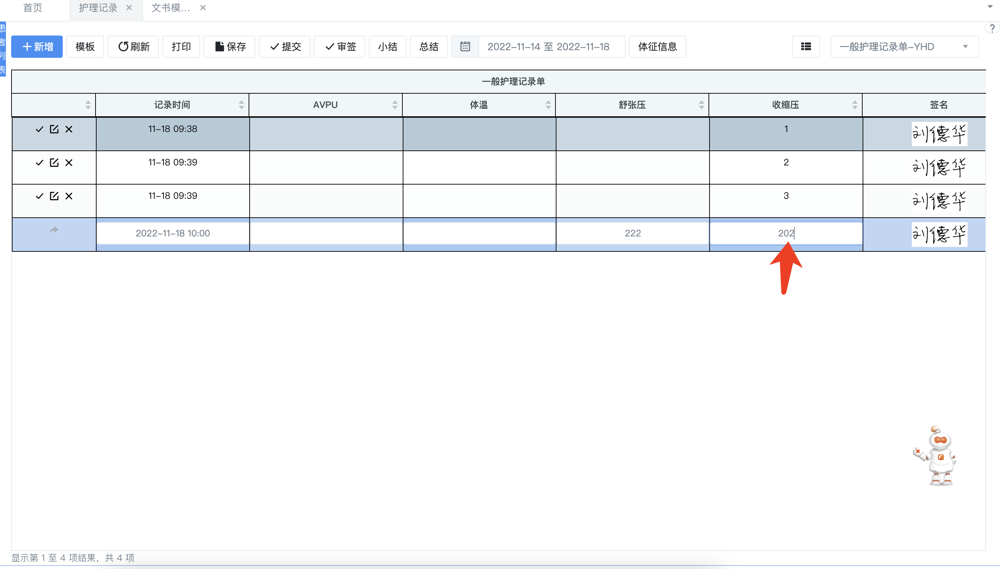 首页 护理记录 × 文书模... ×
患者列表
?
新增 模板 刷新 打印 保存 提交 审签 小结 总结 2022-11-14 至 2022-11-18 体征信息 一般护理记录单-YHD
一般护理记录单
记录时间 AVPU 体温 舒张压 收缩压 签名
11-18 09:38 1 刘德华
11-18 09:39 2 刘德华
11-18 09:39 3 刘德华
2022-11-18 10:00 222 202 刘德华
F
显示第 1 至 4 项结果，共 4 项